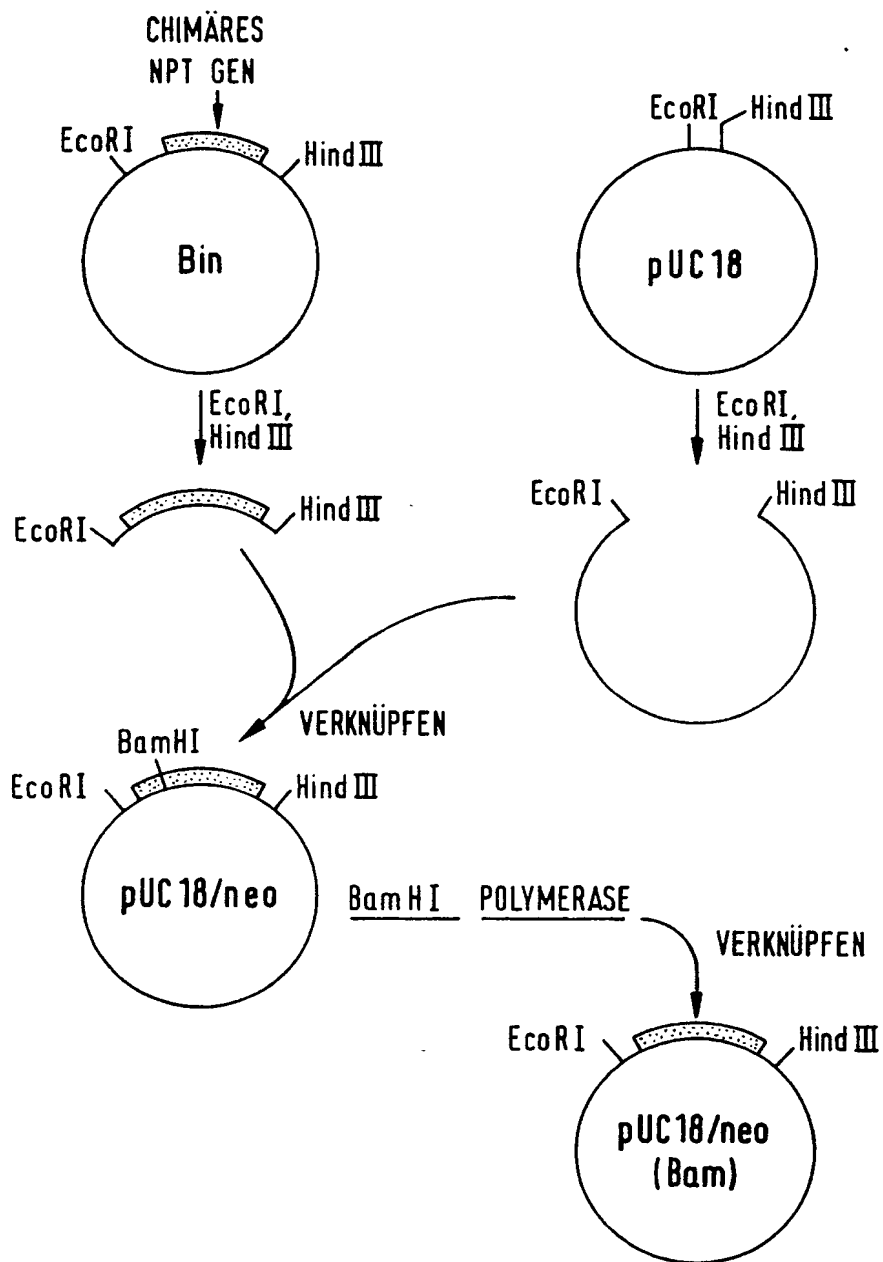 CHIMÄRES
NPT GEN
EcoRI
Hind III
Bin
EcoRI
Hind III
pUC 18
EcoRI,
Hind III
EcoRI,
Hind III
EcoRI
Hind III
EcoRI
Hind III
VERKNÜPFEN
BamHI
EcoRI
Hind III
pUC 18/neo
BamHI POLYMERASE
VERKNÜPFEN
EcoRI
Hind III
pUC18/neo
(Bam)